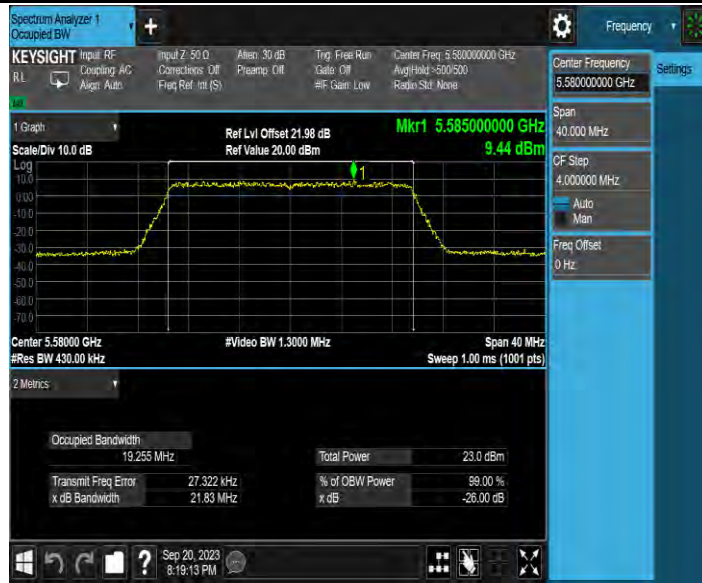 Spectrum Analyzer 1
Occupied BW
+
Frequency
KEYSIGHT
RL
Input: RF
Coupling: AC
Align: Auto
Input Z: 50 Ω
Corrections: Off
Freq Ref: Int (S)
Atten: 30 dB
Preamp: Off
Trig: Free Run
Gate: Off
#IF Gain: Low
Center Freq: 5.580000000 GHz
Avg|Hold:>500/500
Radio Std: None
1 Graph
Scale/Div 10.0 dB
Ref Lvl Offset 21.98 dB
Ref Value 20.00 dBm
Mkr1 5.585000000 GHz
9.44 dBm
Log
10.0
0.00
-10.0
-20.0
-30.0
-40.0
-50.0
-60.0
-70.0
1
Center 5.58000 GHz
#Res BW 430.00 kHz
#Video BW 1.3000 MHz
Span 40 MHz
Sweep 1.00 ms (1001 pts)
2 Metrics
Occupied Bandwidth
19.255 MHz
Total Power 23.0 dBm
Transmit Freq Error 27.322 kHz
% of OBW Power 99.00 %
x dB Bandwidth 21.83 MHz
x dB -26.00 dB
Center Frequency
5.580000000 GHz
Settings
Span
40.000 MHz
CF Step
4.000000 MHz
Auto
Man
Freq Offset
0 Hz
?
Sep 20, 2023
8:19:13 PM